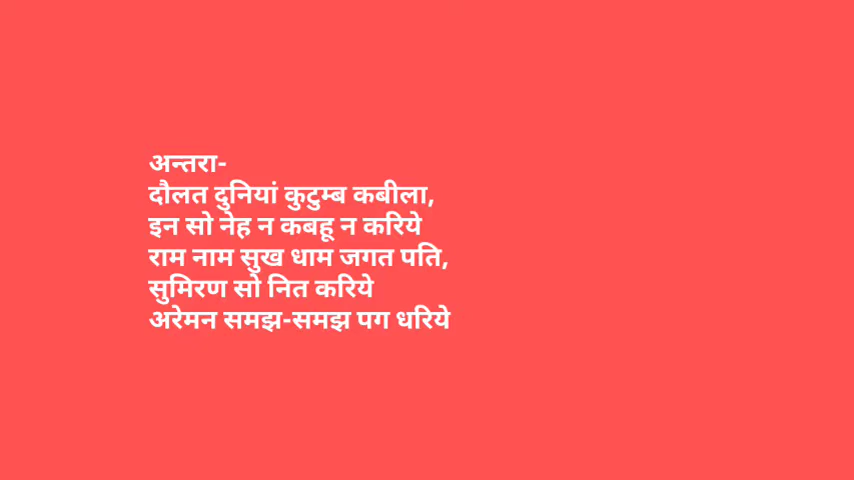 अन्तरा-
दौलत दुनियां कुटुम्ब कबीला,
इन सो नेह न कबहू न करिये
राम नाम सुख धाम जगत पति,
सुमिरण सो नित करिये
अरेमन समझ-समझ पग धरिये